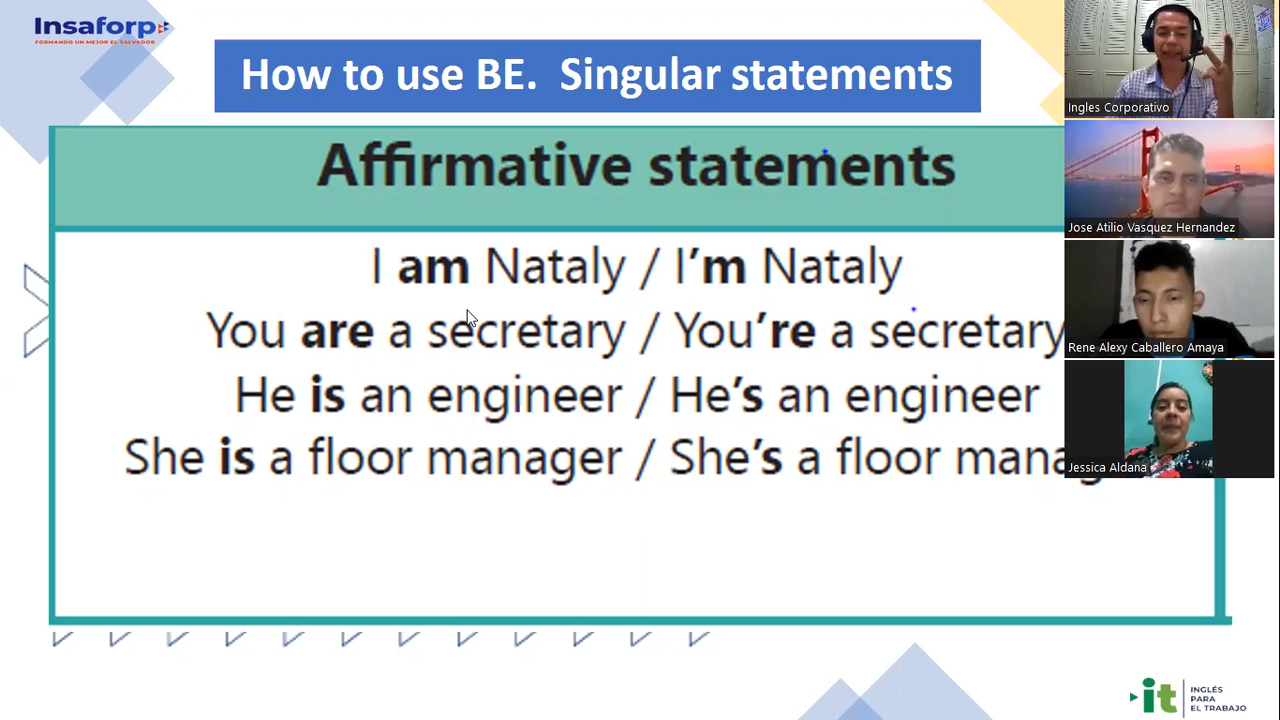 Insaforp
FORMANDO UN MEJOR EL SALVADOR
How to use BE. Singular statements
Affirmative statements
I am Nataly / I'm Nataly
You are a secretary / You're a secretary
He is an engineer / He's an engineer
She is a floor manager / She's a floor
Ingles Corporativo
Jose Atilio Vasquez Hernandez
Rene Alexy Caballero Amaya
Jessica Aldana
it
INGLÉS
PARA
EL TRABAJO